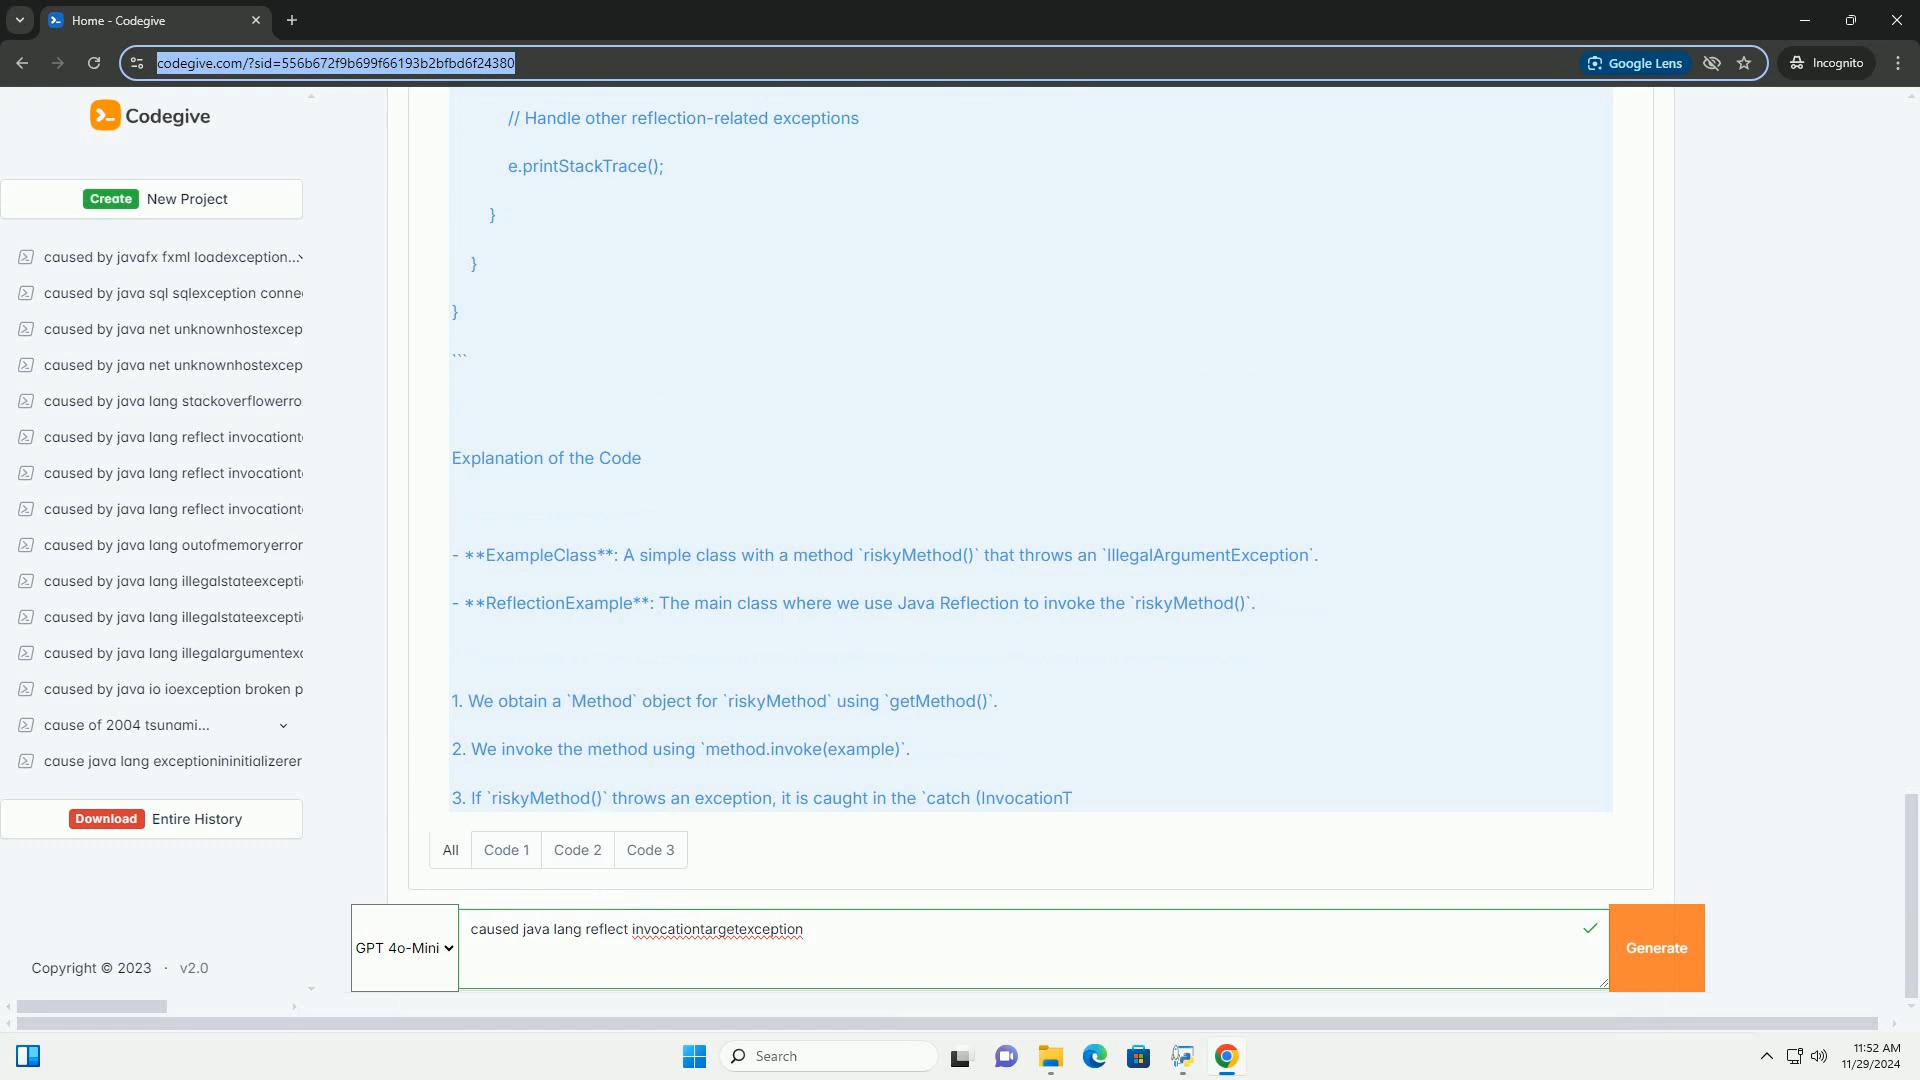 Home - Codegive
codegive.com/?sid=556b672f9b699f66193b2bfbd6f24380
Google Lens
Incognito
Codegive
Create New Project
caused by javafx fxml loadexception...
caused by java sql sqlexception conne
caused by java net unknownhostexcep
caused by java net unknownhostexcep
caused by java lang stackoverflowerro
caused by java lang reflect invocationt
caused by java lang reflect invocationt
caused by java lang reflect invocationt
caused by java lang outofmemoryerror
caused by java lang illegalstateexcepti
caused by java lang illegalstateexcepti
caused by java lang illegalargumentexc
caused by java io ioexception broken p
cause of 2004 tsunami...
cause java lang exceptionininitializerer
Download Entire History
Copyright © 2023 · v2.0
// Handle other reflection-related exceptions
e.printStackTrace();
}
}
}
```
Explanation of the Code
- **ExampleClass**: A simple class with a method `riskyMethod()` that throws an `IllegalArgumentException`.
- **ReflectionExample**: The main class where we use Java Reflection to invoke the `riskyMethod()`.
1. We obtain a `Method` object for `riskyMethod` using `getMethod()`.
2. We invoke the method using `method.invoke(example)`.
3. If `riskyMethod()` throws an exception, it is caught in the `catch (InvocationT
All Code 1 Code 2 Code 3
GPT 4o-Mini
caused java lang reflect invocationtargetexception
Generate
Search
11:52 AM
11/29/2024